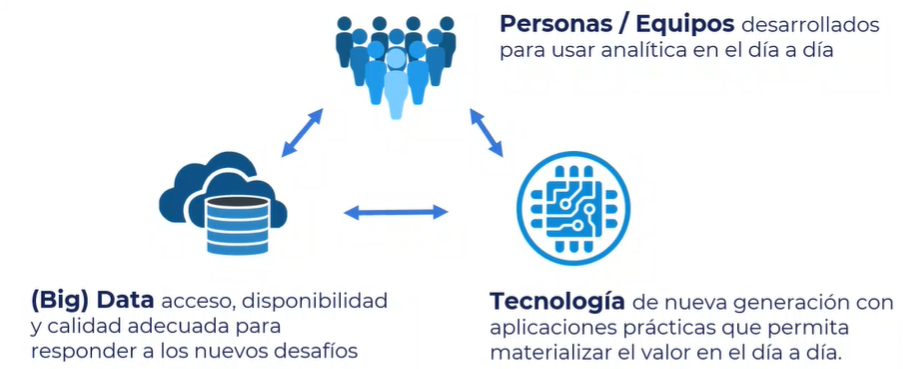 Personas / Equipos desarrollados
para usar analítica en el día a día
(Big) Data acceso, disponibilidad
y calidad adecuada para
responder a los nuevos desafíos
Tecnología de nueva generación con
aplicaciones prácticas que permita
materializar el valor en el día a día.